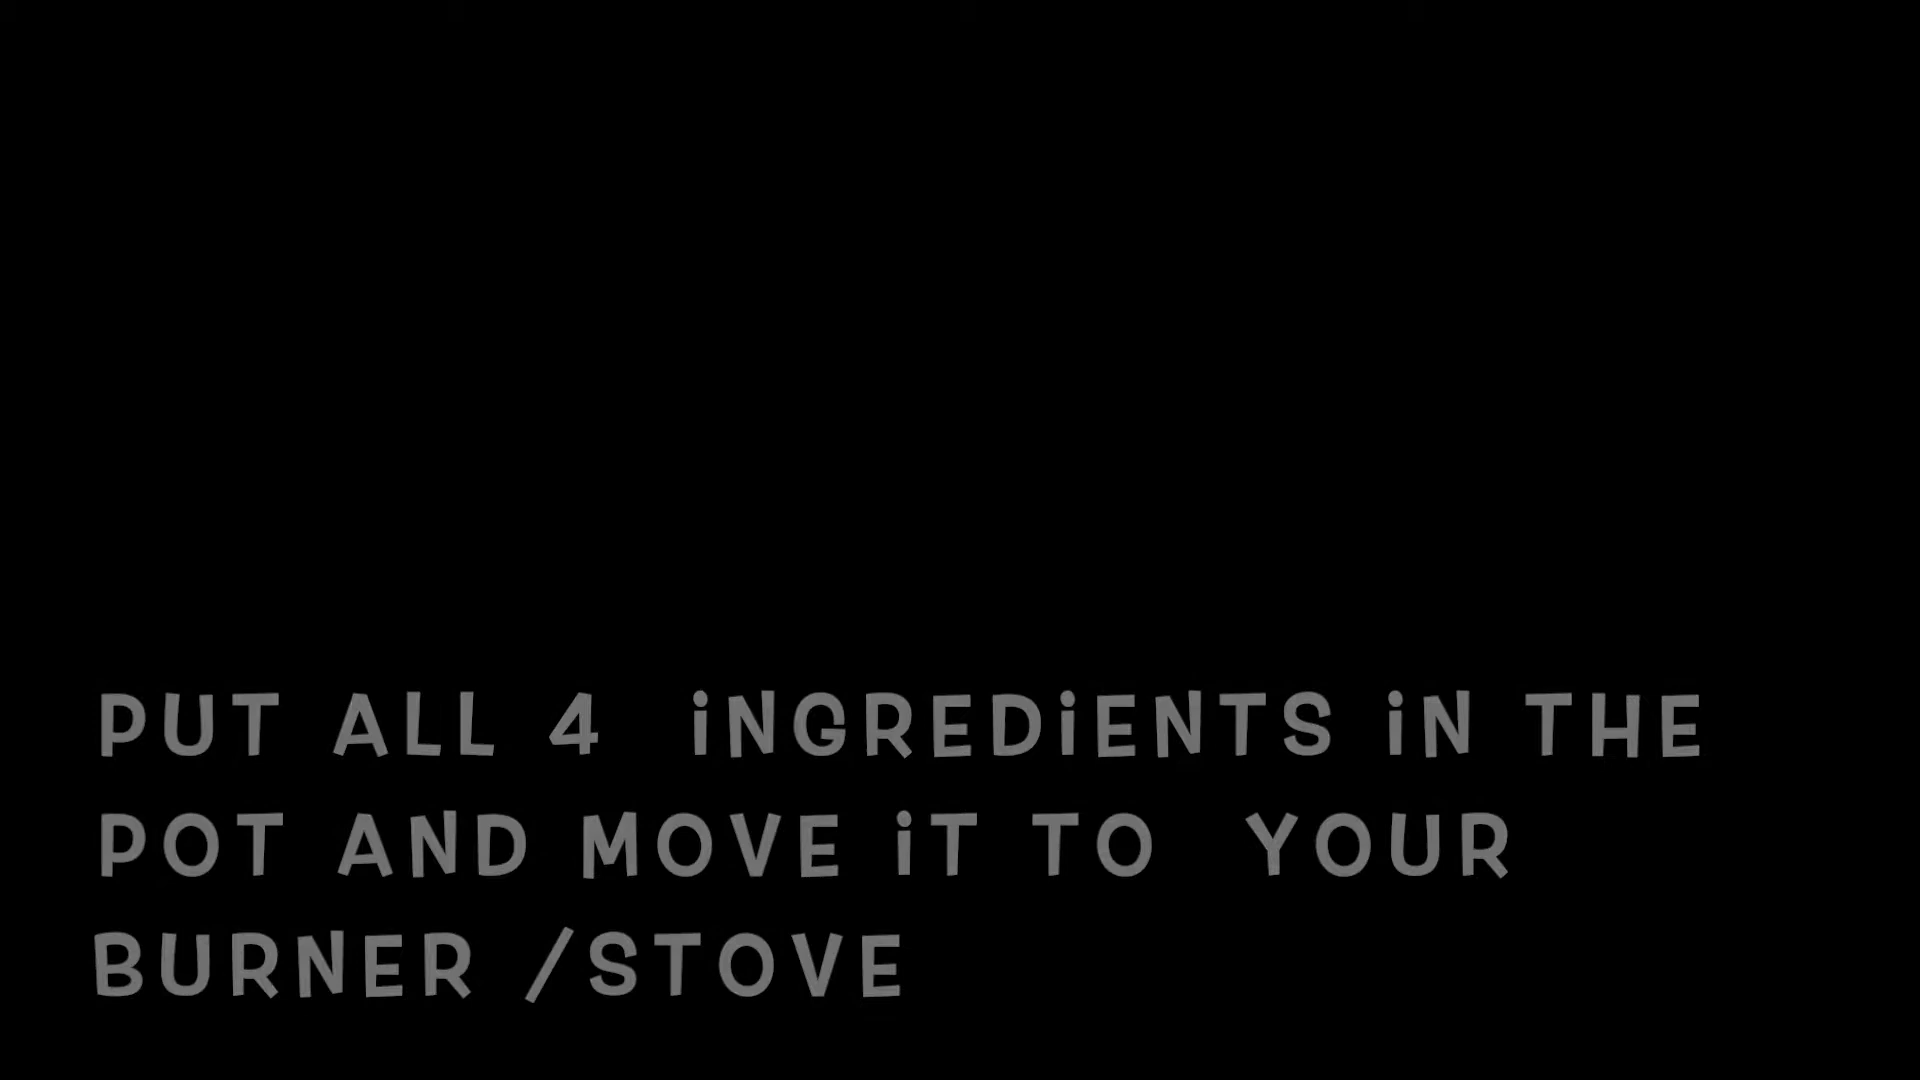 PUT ALL 4 iNGREDiENTS iN THE
POT AND MOVE iT TO YOUR
BURNER /STOVE